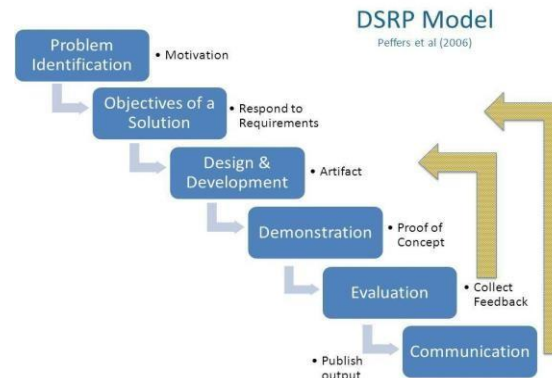 DSRP Model
Peffers et al (2006)
Problem
Identification
• Motivation
Objectives of a
Solution
• Respond to
Requirements
Design &
Development
• Artifact
Demonstration
• Proof of
Concept
Evaluation
• Collect
Feedback
• Publish
output
Communication